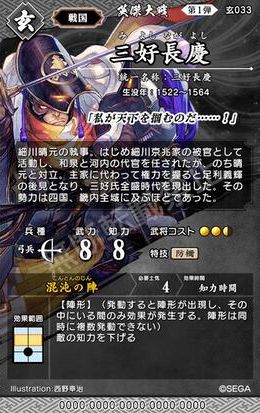 玄
戦国
英傑大戦
第1弾
玄033
みよしながよし
三好長慶
統一名称：三好長慶
生没年：1522～1564
「私が天下を掴むのだ……！」
細川晴元の執事。はじめ細川京兆家の被官として
活動し、和泉と河内の代官を任されたが、のち晴
元と対立。主家に代わって権力を握ると足利義輝
の後見となり、三好氏全盛時代を現出した。その
勢力は四国、畿内全域に及ぶほどであった。
兵種 武力 知力 武将コスト
弓兵 8 8 特技 防柵
こんとんのじん
混沌の陣
必要士気 4
効果時間 知力時間
効果範囲
【陣形】（発動すると陣形が出現し、その
中にいる間のみ効果が発生する。陣形は同
時に複数発動できない）
敵の知力を下げる
Illustration:西野幸治
©SEGA
0000-0000-0000-0000-0000